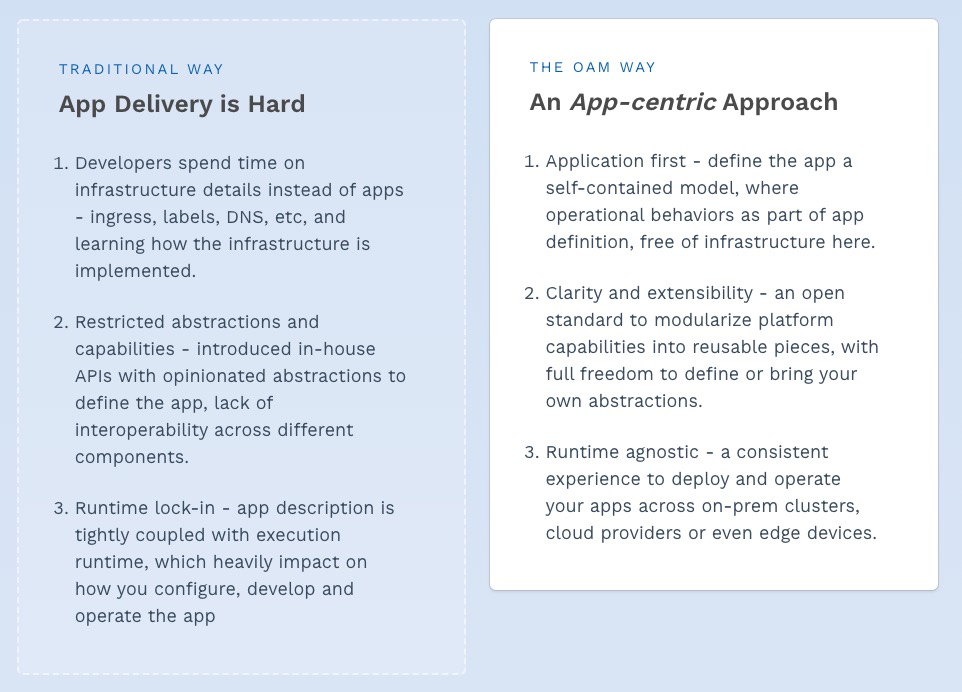 TRADITIONAL WAY
App Delivery is Hard
1. Developers spend time on
infrastructure details instead of apps
- ingress, labels, DNS, etc, and
learning how the infrastructure is
implemented.
2. Restricted abstractions and
capabilities - introduced in-house
APIs with opinionated abstractions to
define the app, lack of
interoperability across different
components.
3. Runtime lock-in - app description is
tightly coupled with execution
runtime, which heavily impact on
how you configure, develop and
operate the app
THE OAM WAY
An App-centric Approach
1. Application first - define the app a
self-contained model, where
operational behaviors as part of app
definition, free of infrastructure here.
2. Clarity and extensibility - an open
standard to modularize platform
capabilities into reusable pieces, with
full freedom to define or bring your
own abstractions.
3. Runtime agnostic - a consistent
experience to deploy and operate
your apps across on-prem clusters,
cloud providers or even edge devices.